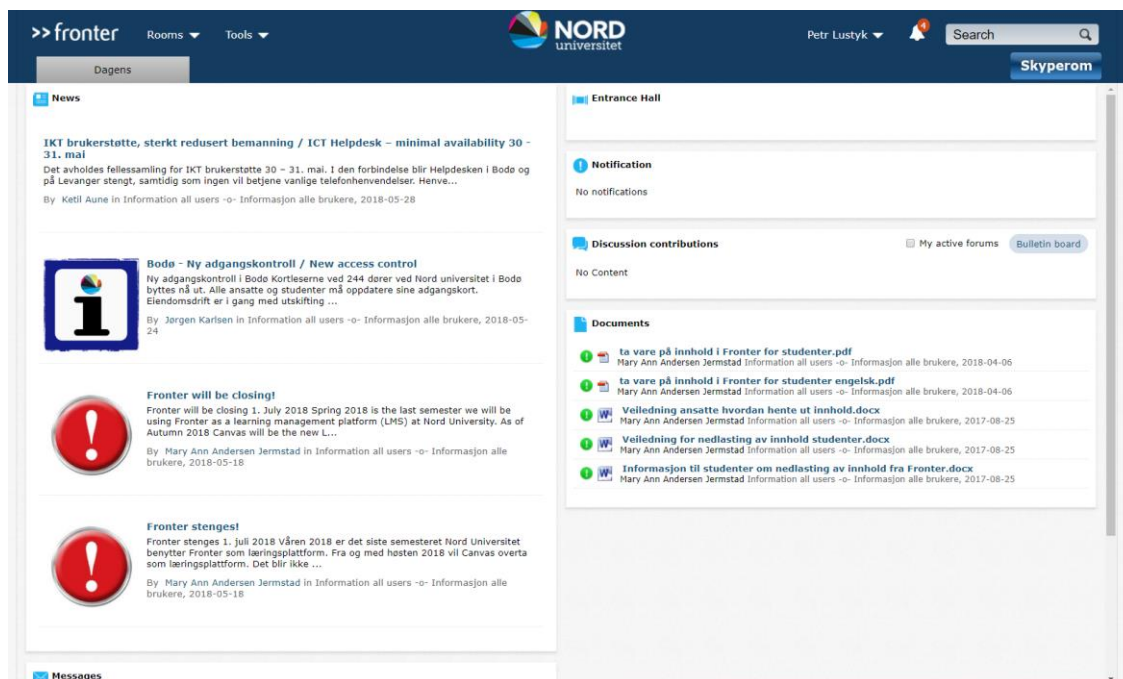 >>fronter
Rooms
Tools
NORD
universitet
Petr Lustyk
4
Search
Dagens
Skyperom
News
IKT brukerstøtte, sterkt redusert bemanning / ICT Helpdesk – minimal availability 30 -
31. mai
Det avholdes fellessamling for IKT brukerstøtte 30 – 31. mai. I den forbindelse blir Helpdesken i Bodø og
på Levanger stengt, samtidig som ingen vil betjene vanlige telefonhenvendelser. Henve...
By Ketil Aune in Information all users -o- Informasjon alle brukere, 2018-05-28
Bodø - Ny adgangskontroll / New access control
Ny adgangskontroll i Bodø Kortleserne ved 244 dører ved Nord universitet i Bodø
byttes nå ut. Alle ansatte og studenter må oppdatere sine adgangskort.
Eiendomsdrift er i gang med utskifting ...
By Jørgen Karlsen in Information all users -o- Informasjon alle brukere, 2018-05-
24
Fronter will be closing!
Fronter will be closing 1. July 2018 Spring 2018 is the last semester we will be
using Fronter as a learning management platform (LMS) at Nord University. As of
Autumn 2018 Canvas will be the new L...
By Mary Ann Andersen Jermstad in Information all users -o- Informasjon alle
brukere, 2018-05-18
Fronter stenges!
Fronter stenges 1. juli 2018 Våren 2018 er det siste semesteret Nord Universitet
benytter Fronter som læringsplattform. Fra og med høsten 2018 vil Canvas overta
som læringsplattform. Det blir ikke ...
By Mary Ann Andersen Jermstad in Information all users -o- Informasjon alle
brukere, 2018-05-18
Messages
Entrance Hall
Notification
No notifications
Discussion contributions
My active forums
Bulletin board
No Content
Documents
ta vare på innhold i Fronter for studenter.pdf
Mary Ann Andersen Jermstad Information all users -o- Informasjon alle brukere, 2018-04-06
ta vare på innhold i Fronter for studenter engelsk.pdf
Mary Ann Andersen Jermstad Information all users -o- Informasjon alle brukere, 2018-04-06
Veiledning ansatte hvordan hente ut innhold.docx
Mary Ann Andersen Jermstad Information all users -o- Informasjon alle brukere, 2017-08-25
Veiledning for nedlasting av innhold studenter.docx
Mary Ann Andersen Jermstad Information all users -o- Informasjon alle brukere, 2017-08-25
Informasjon til studenter om nedlasting av innhold fra Fronter.docx
Mary Ann Andersen Jermstad Information all users -o- Informasjon alle brukere, 2017-08-25